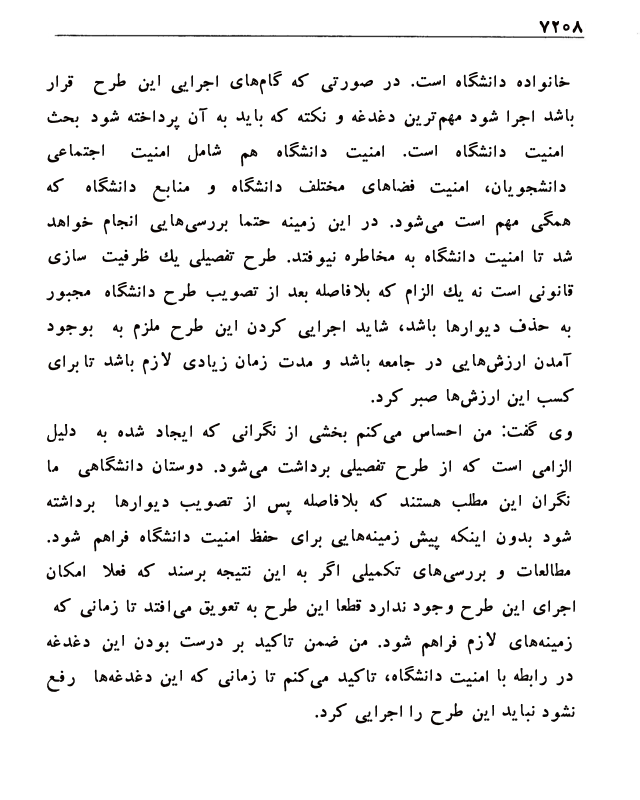 ۷۲۰۸
خانواده دانشگاه است. در صورتی که گام‌های اجرایی این طرح قرار
باشد اجرا شود مهم‌ترین دغدغه و نکته که باید به آن پرداخته شود بحث
امنیت دانشگاه است. امنیت دانشگاه هم شامل امنیت اجتماعی
دانشجویان، امنیت فضاهای مختلف دانشگاه و منابع دانشگاه که
همگی مهم است می‌شود. در این زمینه حتما بررسی‌هایی انجام خواهد
شد تا امنیت دانشگاه به مخاطره نیوفتد. طرح تفصیلی یك ظرفیت سازی
قانونی است نه یك الزام که بلافاصله بعد از تصویب طرح دانشگاه مجبور
به حذف دیوارها باشد، شاید اجرایی کردن این طرح ملزم به بوجود
آمدن ارزش‌هایی در جامعه باشد و مدت زمان زیادی لازم باشد تا برای
کسب این ارزش‌ها صبر کرد.
وی گفت: من احساس می‌کنم بخشی از نگرانی که ایجاد شده به دلیل
الزامی است که از طرح تفصیلی برداشت می‌شود. دوستان دانشگاهی ما
نگران این مطلب هستند که بلافاصله پس از تصویب دیوارها برداشته
شود بدون اینکه پیش زمینه‌هایی برای حفظ امنیت دانشگاه فراهم شود.
مطالعات و بررسی‌های تکمیلی اگر به این نتیجه برسند که فعلا امکان
اجرای این طرح وجود ندارد قطعا این طرح به تعویق می‌افتد تا زمانی که
زمینه‌های لازم فراهم شود. من ضمن تاکید بر درست بودن این دغدغه
در رابطه با امنیت دانشگاه، تاکید می‌کنم تا زمانی که این دغدغه‌ها رفع
نشود نباید این طرح را اجرایی کرد.